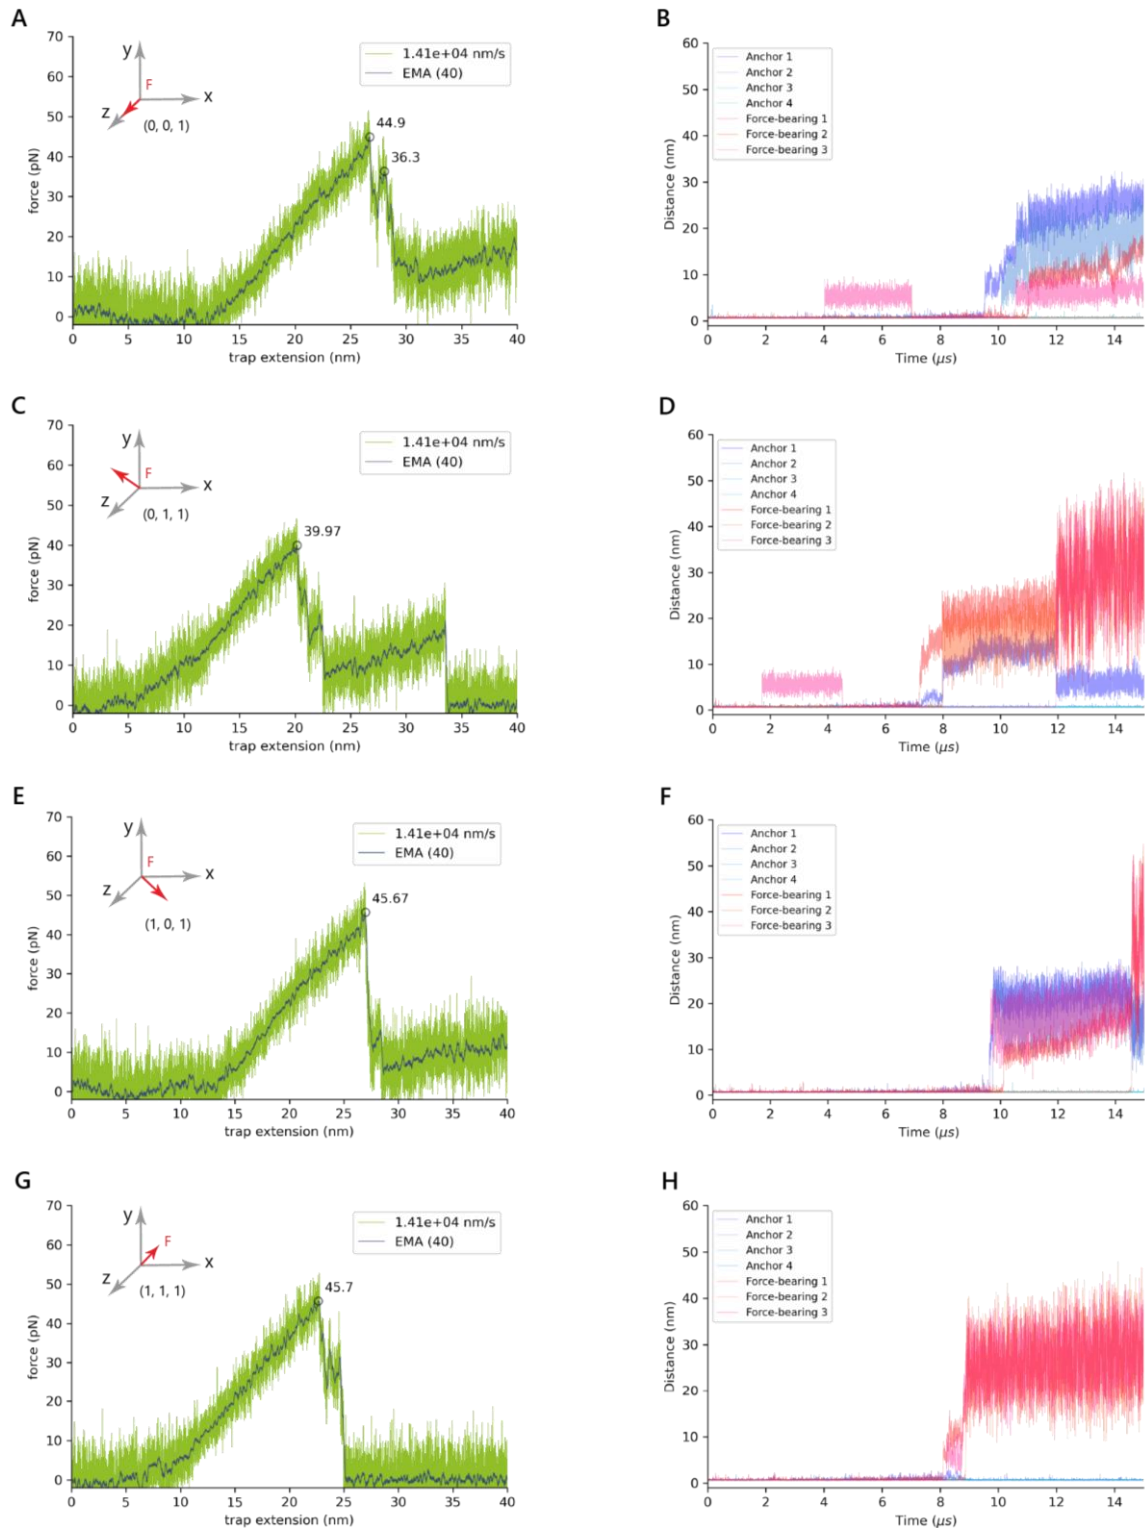 A
B
70
60
50
40
30
20
10
0
force (pN)
y
F
x
z
(0, 0, 1)
1.41e+04 nm/s
EMA (40)
44.9
36.3
0 5 10 15 20 25 30 35 40
trap extension (nm)
60
50
40
30
20
10
0
Distance (nm)
Anchor 1
Anchor 2
Anchor 3
Anchor 4
Force-bearing 1
Force-bearing 2
Force-bearing 3
0 2 4 6 8 10 12 14
Time (μs)
C
D
70
60
50
40
30
20
10
0
force (pN)
y
F
x
z
(0, 1, 1)
1.41e+04 nm/s
EMA (40)
39.97
0 5 10 15 20 25 30 35 40
trap extension (nm)
60
50
40
30
20
10
0
Distance (nm)
Anchor 1
Anchor 2
Anchor 3
Anchor 4
Force-bearing 1
Force-bearing 2
Force-bearing 3
0 2 4 6 8 10 12 14
Time (μs)
E
F
70
60
50
40
30
20
10
0
force (pN)
y
F
x
z
(1, 0, 1)
1.41e+04 nm/s
EMA (40)
45.67
0 5 10 15 20 25 30 35 40
trap extension (nm)
60
50
40
30
20
10
0
Distance (nm)
Anchor 1
Anchor 2
Anchor 3
Anchor 4
Force-bearing 1
Force-bearing 2
Force-bearing 3
0 2 4 6 8 10 12 14
Time (μs)
G
H
70
60
50
40
30
20
10
0
force (pN)
y
F
x
z
(1, 1, 1)
1.41e+04 nm/s
EMA (40)
45.7
0 5 10 15 20 25 30 35 40
trap extension (nm)
60
50
40
30
20
10
0
Distance (nm)
Anchor 1
Anchor 2
Anchor 3
Anchor 4
Force-bearing 1
Force-bearing 2
Force-bearing 3
0 2 4 6 8 10 12 14
Time (μs)